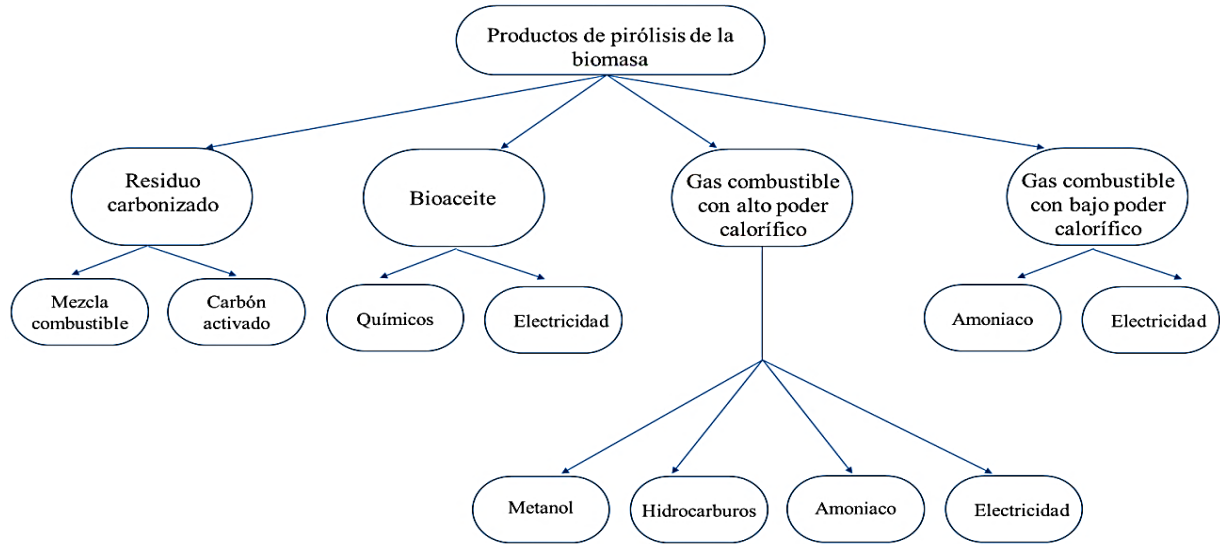 Productos de pirólisis de la
biomasa
Residuo
carbonizado
Bioaceite
Gas combustible
con alto poder
calorífico
Gas combustible
con bajo poder
calorífico
Mezcla
combustible
Carbón
activado
Químicos
Electricidad
Amoniaco
Electricidad
Metanol
Hidrocarburos
Amoniaco
Electricidad